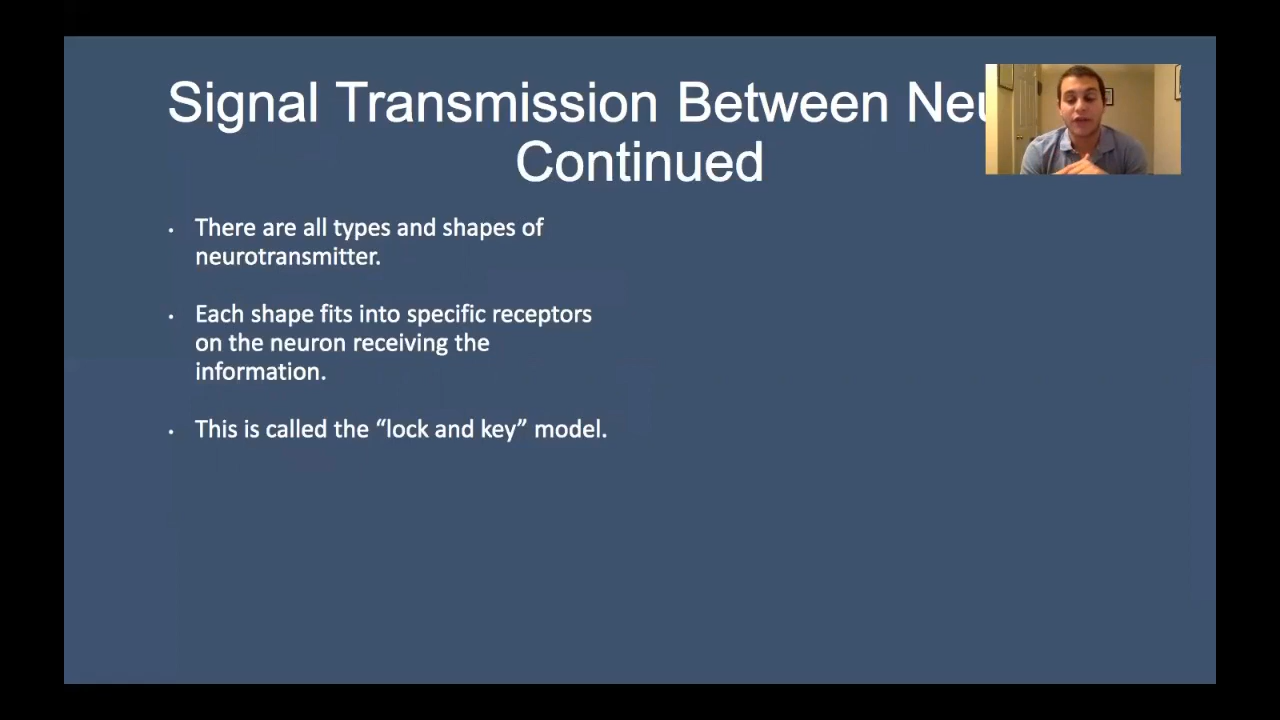 Signal Transmission Between
Continued
• There are all types and shapes of
neurotransmitter.
• Each shape fits into specific receptors
on the neuron receiving the
information.
• This is called the “lock and key” model.